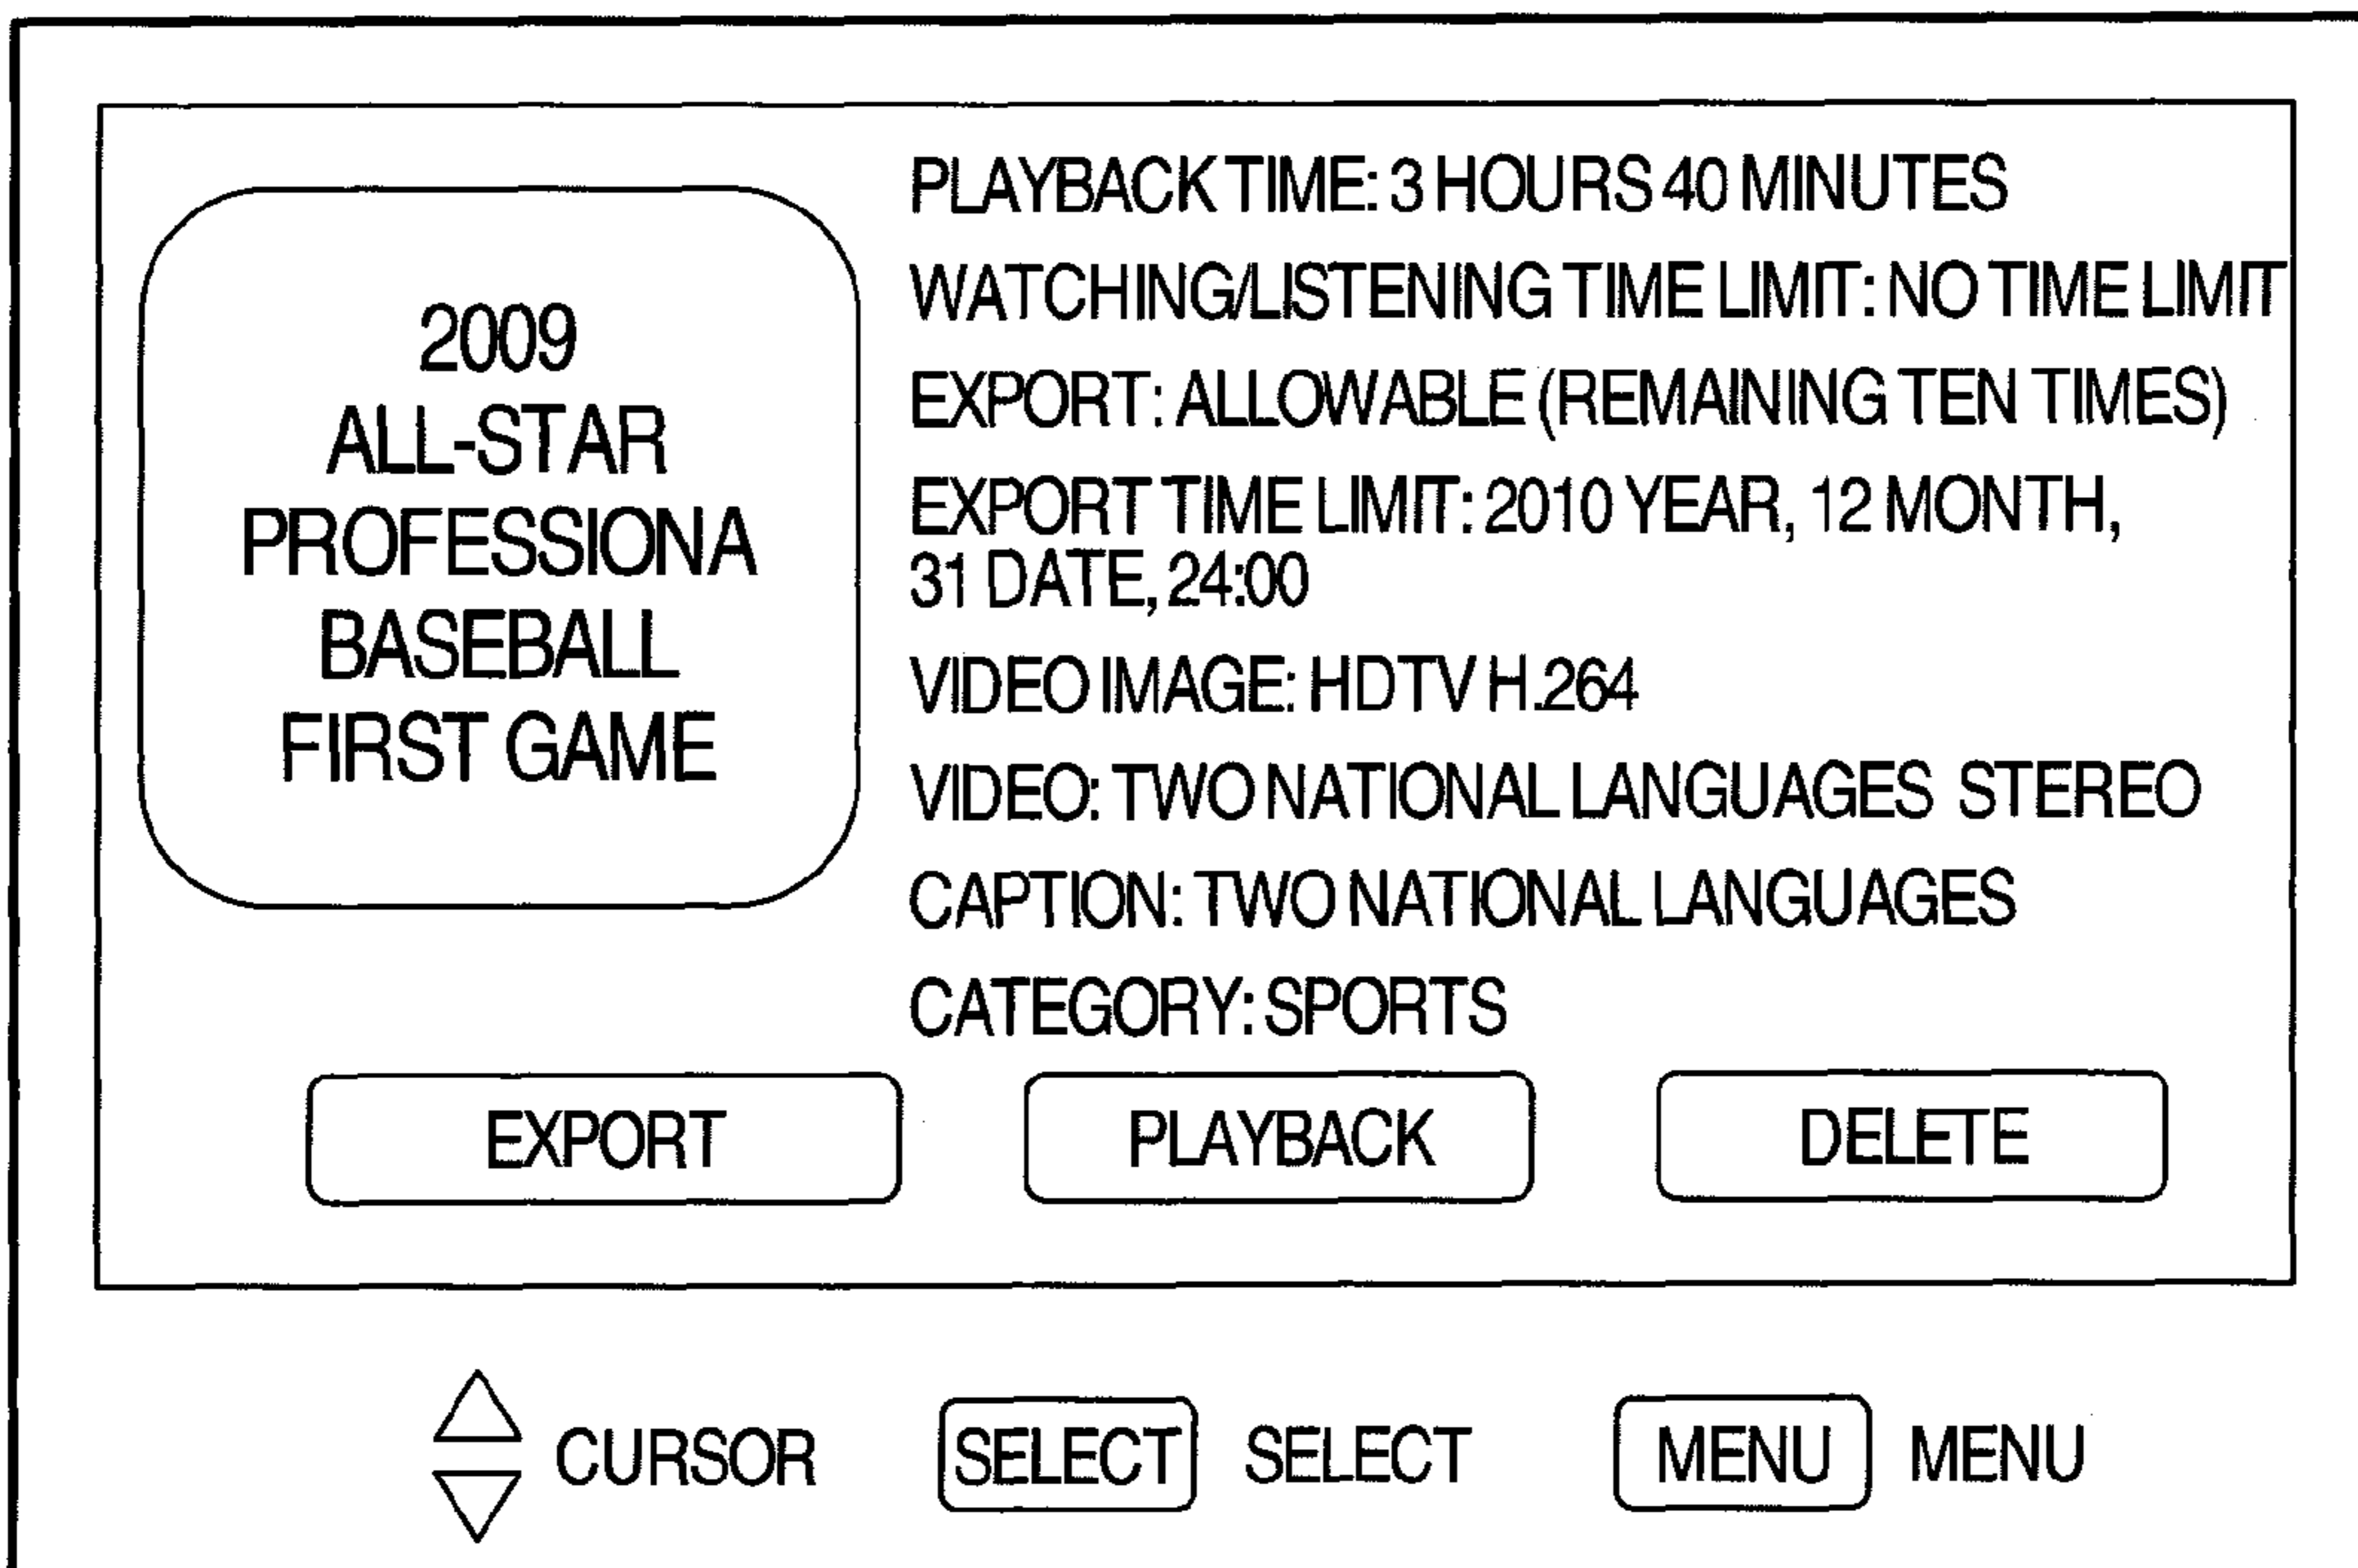 2009
ALL-STAR
PROFESSIONA
BASEBALL
FIRST GAME
PLAYBACK TIME: 3 HOURS 40 MINUTES
WATCHING/LISTENING TIME LIMIT: NO TIME LIMIT
EXPORT: ALLOWABLE (REMAINING TEN TIMES)
EXPORT TIME LIMIT: 2010 YEAR, 12 MONTH,
31 DATE, 24:00
VIDEO IMAGE: HDTV H.264
VIDEO: TWO NATIONAL LANGUAGES STEREO
CAPTION: TWO NATIONAL LANGUAGES
CATEGORY: SPORTS
EXPORT PLAYBACK DELETE
CURSOR SELECT SELECT MENU MENU